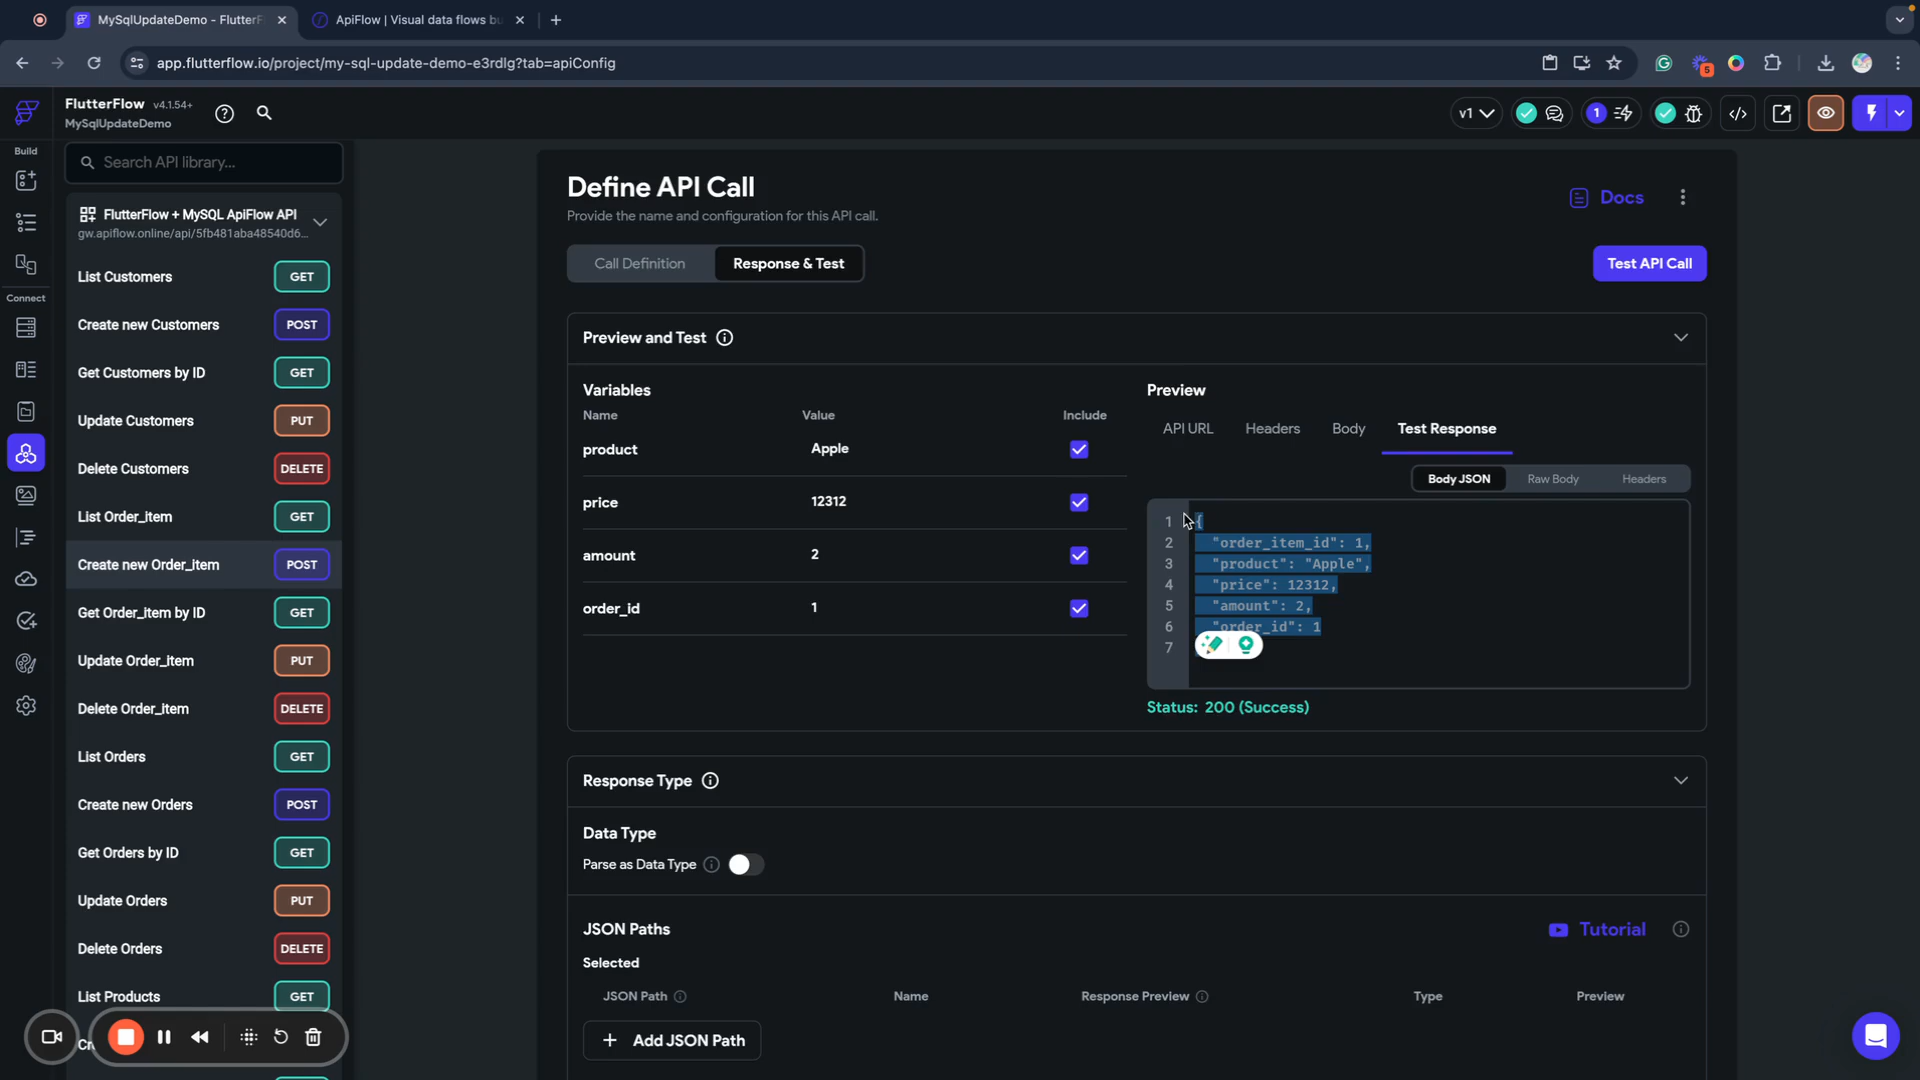 MySqlUpdateDemo - FlutterF
ApiFlow | Visual data flows bu
app.flutterflow.io/project/my-sql-update-demo-e3rdlg?tab=apiConfig
5
FlutterFlow v4.1.54+
MySqlUpdateDemo
v1
1
Build
Connect
Search API library...
FlutterFlow + MySQL ApiFlow API
gw.apiflow.online/api/5fb481aba48540d6...
List Customers GET
Create new Customers POST
Get Customers by ID GET
Update Customers PUT
Delete Customers DELETE
List Order_item GET
Create new Order_item POST
Get Order_item by ID GET
Update Order_item PUT
Delete Order_item DELETE
List Orders GET
Create new Orders POST
Get Orders by ID GET
Update Orders PUT
Delete Orders DELETE
List Products GET
Define API Call
Provide the name and configuration for this API call.
Docs
Call Definition
Response & Test
Test API Call
Preview and Test
Variables
Name Value Include
product Apple
price 12312
amount 2
order_id 1
Preview
API URL Headers Body Test Response
Body JSON Raw Body Headers
1 {
2 "order_item_id": 1,
3 "product": "Apple",
4 "price": 12312,
5 "amount": 2,
6 "order_id": 1
7
Status: 200 (Success)
Response Type
Data Type
Parse as Data Type
JSON Paths
Tutorial
Selected
JSON Path Name Response Preview Type Preview
+ Add JSON Path